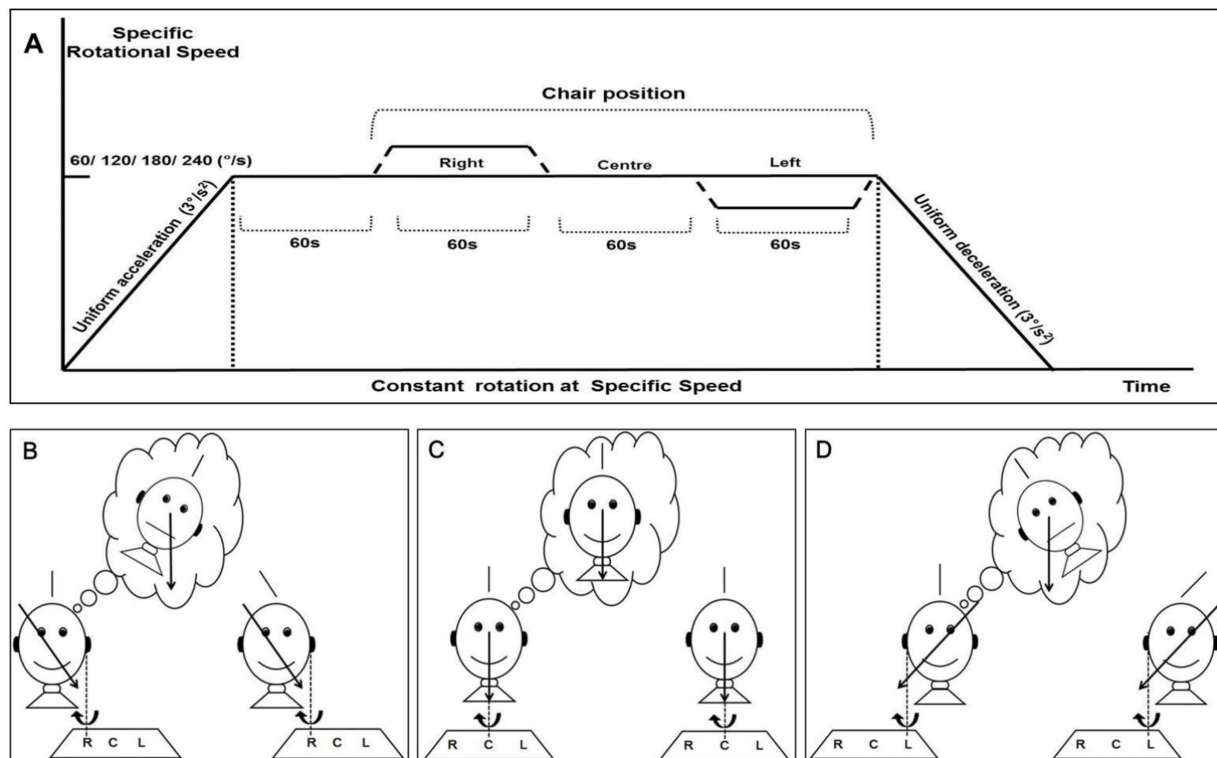 A
Specific
Rotational Speed
Chair position
60/ 120/ 180/ 240 (°/s)
Right
Centre
Left
Uniform acceleration (3°/s²)
60s
60s
60s
60s
Uniform deceleration (3°/s²)
Constant rotation at Specific Speed
Time
B
R C L
R C L
C
R C L
R C L
D
R C L
R C L